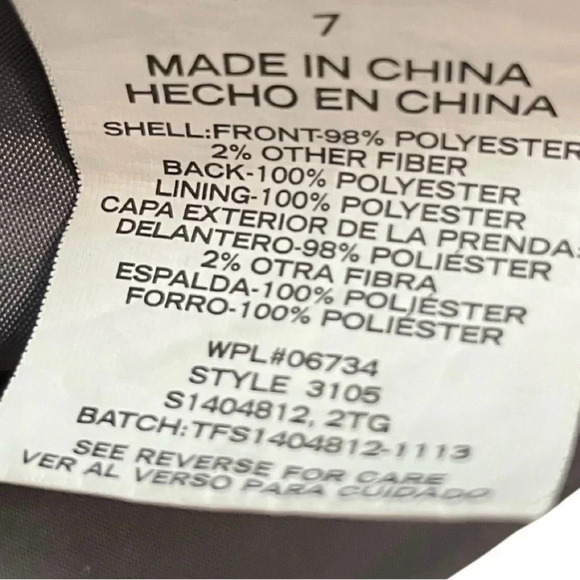 7
MADE IN CHINA
HECHO EN CHINA
SHELL:FRONT-98% POLYESTER
2% OTHER FIBER
BACK-100% POLYESTER
LINING-100% POLYESTER
CAPA EXTERIOR DE LA PRENDA:
DELANTERO-98% POLIÉSTER
2% OTRA FIBRA
ESPALDA-100% POLIÉSTER
FORRO-100% POLIÉSTER
WPL#06734
STYLE 3105
S1404812, 2TG
BATCH:TFS1404812-1113
SEE REVERSE FOR CARE
VER AL VERSO PARA CUIDADO